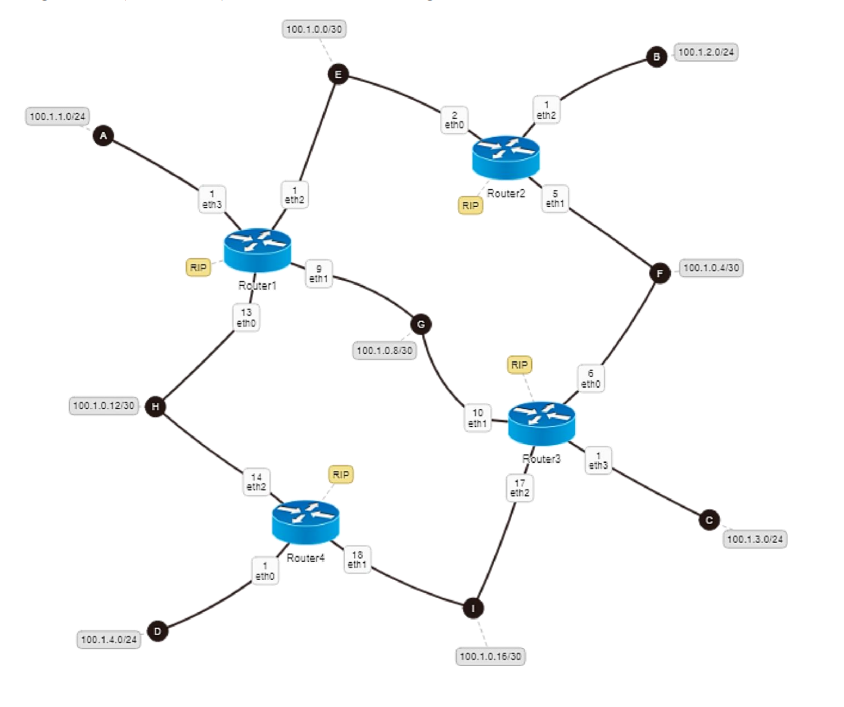 100.1.0.0/30
E
B
100.1.2.0/24
100.1.1.0/24
A
2
eth0
1
eth2
Router2
RIP
1
eth3
1
eth2
5
eth1
RIP
Router1
9
eth1
F
100.1.0.4/30
13
eth0
G
100.1.0.8/30
RIP
6
eth0
100.1.0.12/30
H
10
eth1
Router3
1
eth3
14
eth2
RIP
17
eth2
C
100.1.3.0/24
Router4
18
eth1
1
eth0
I
100.1.4.0/24
D
100.1.0.16/30